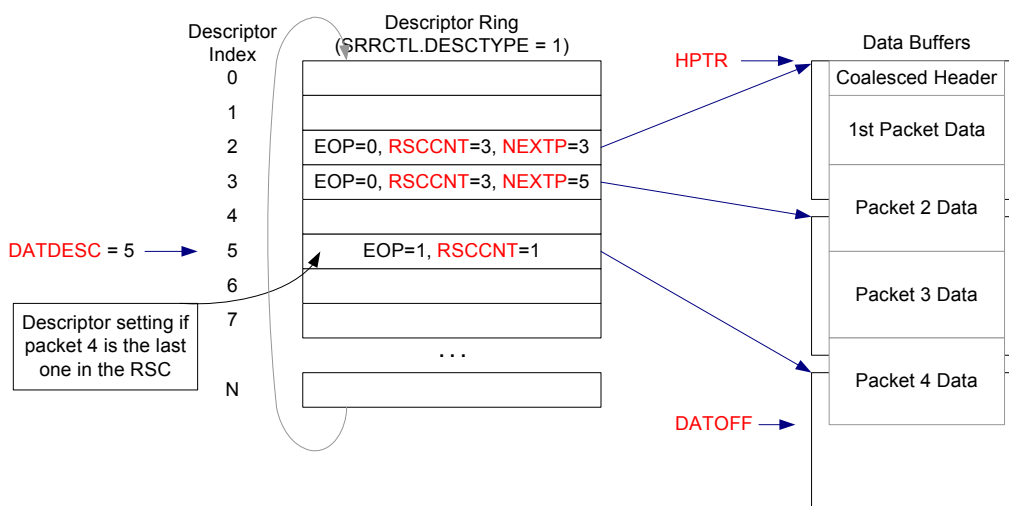 Descriptor Index
Descriptor Ring
(SRRCTL.DESCTYPE = 1)
Data Buffers
HPTR
0
1
2
3
4
5
6
7
N
EOP=0, RSCCNT=3, NEXTP=3
EOP=0, RSCCNT=3, NEXTP=5
EOP=1, RSCCNT=1
. . .
DATDESC = 5
Descriptor setting if
packet 4 is the last
one in the RSC
Coalesced Header
1st Packet Data
Packet 2 Data
Packet 3 Data
Packet 4 Data
DATOFF